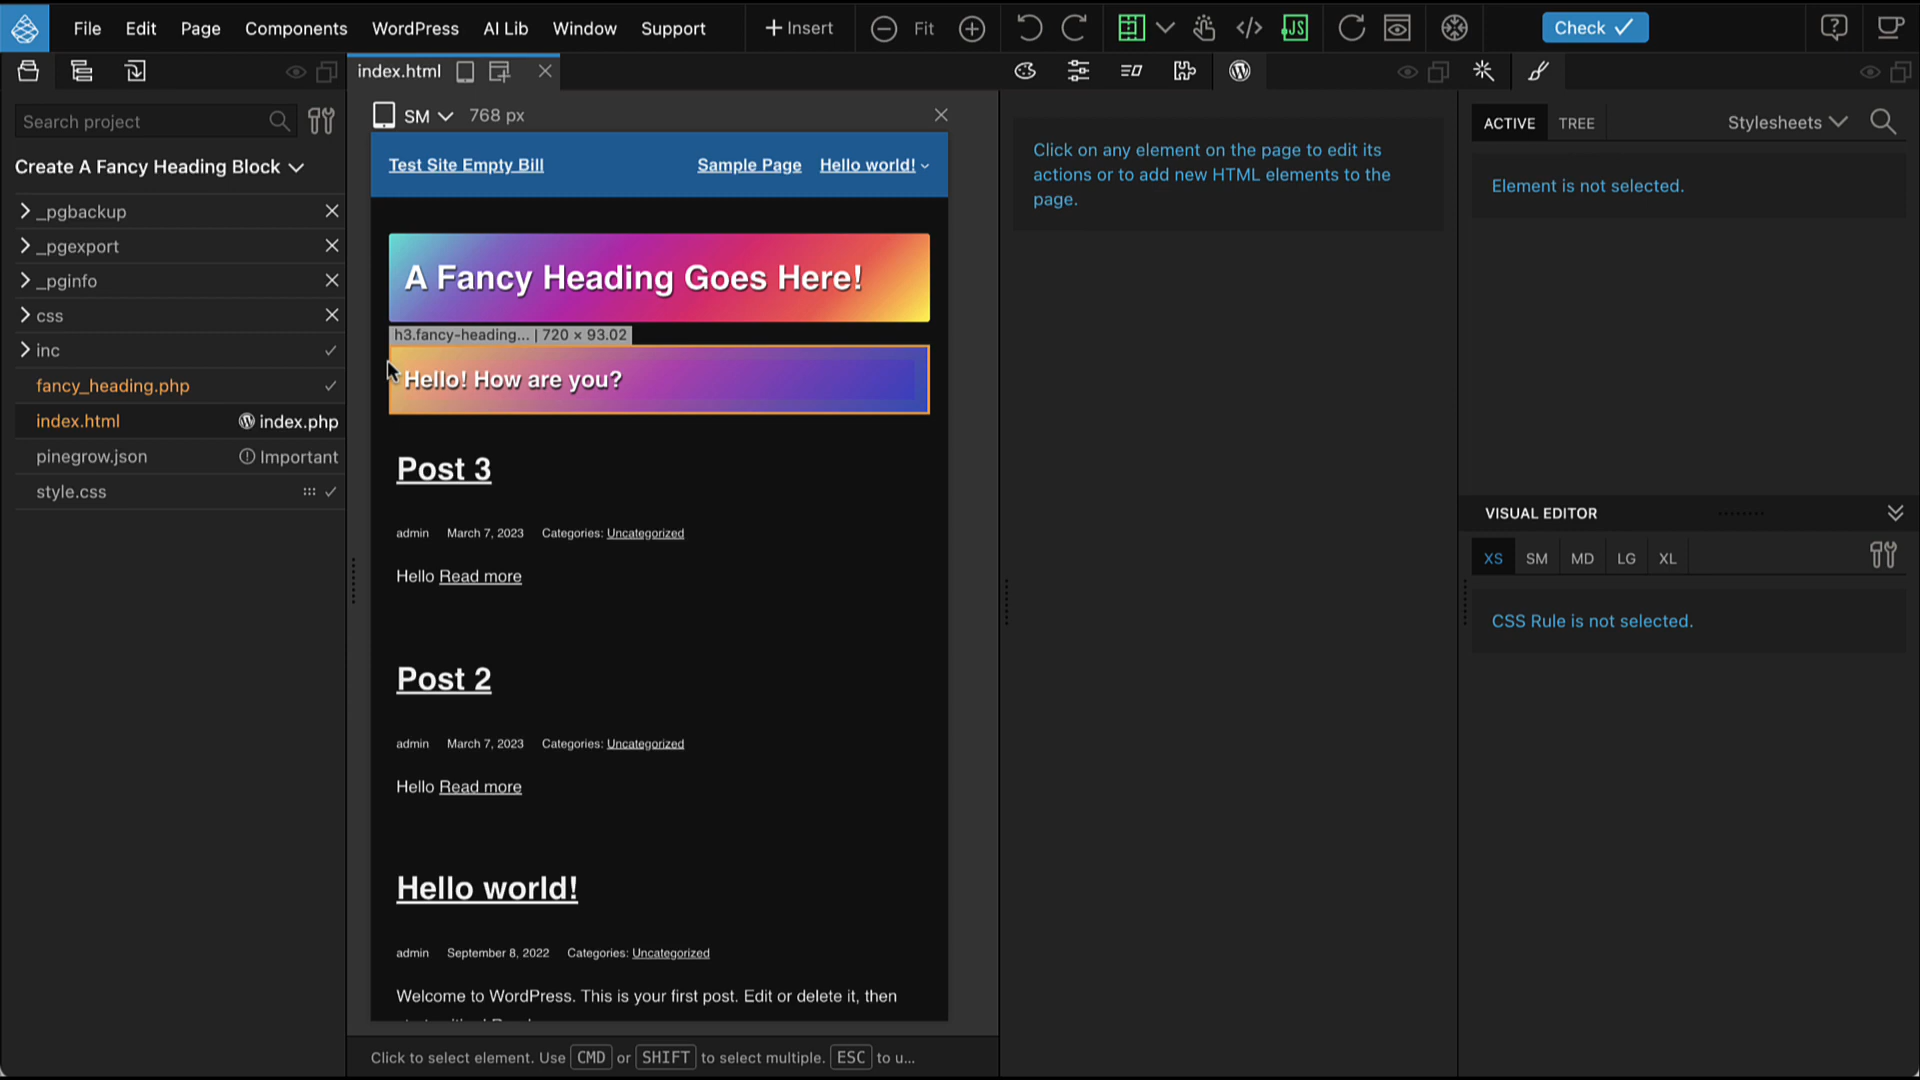 File Edit Page Components WordPress AI Lib Window Support + Insert Fit </> JS Check
index.html
Search project
Create A Fancy Heading Block
_pgbackup
_pgexport
_pginfo
css
inc
fancy_heading.php
index.html index.php
pinegrow.json Important
style.css
SM 768 px
Test Site Empty Bill Sample Page Hello world!
A Fancy Heading Goes Here!
h3.fancy-heading... | 720 × 93.02
Hello! How are you?
Post 3
admin March 7, 2023 Categories: Uncategorized
Hello Read more
Post 2
admin March 7, 2023 Categories: Uncategorized
Hello Read more
Hello world!
admin September 8, 2022 Categories: Uncategorized
Welcome to WordPress. This is your first post. Edit or delete it, then
Click to select element. Use CMD or SHIFT to select multiple. ESC to u...
Click on any element on the page to edit its
actions or to add new HTML elements to the
page.
ACTIVE TREE Stylesheets
Element is not selected.
VISUAL EDITOR
XS SM MD LG XL
CSS Rule is not selected.